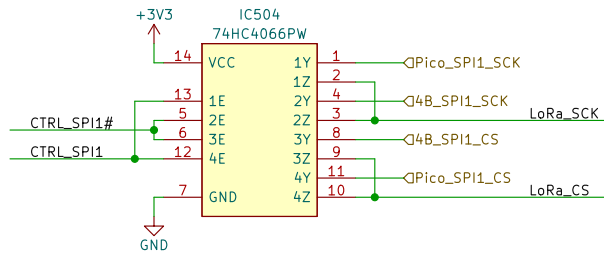 +3V3
IC504
74HC4066PW
14 VCC 1Y 1 Pico_SPI1_SCK
1Z 2
13 1E 2Y 4 4B_SPI1_SCK
5 2E 2Z 3 LoRa_SCK
CTRL_SPI1#
6 3E 3Y 8 4B_SPI1_CS
CTRL_SPI1
12 4E 3Z 9
4Y 11 Pico_SPI1_CS
7 GND 4Z 10 LoRa_CS
GND